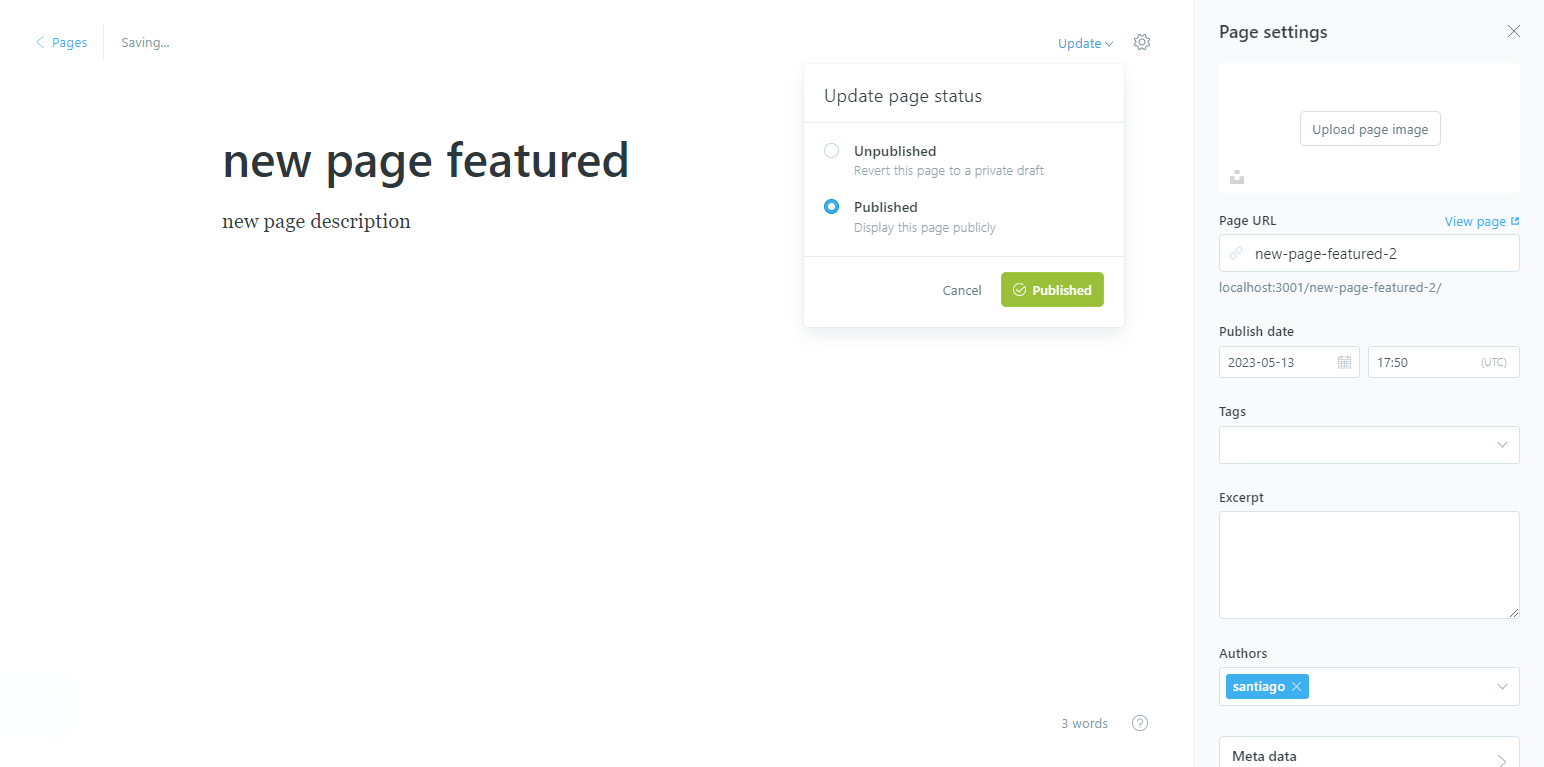 Pages
Saving...
Update
new page featured
new page description
Update page status
Unpublished
Revert this page to a private draft
Published
Display this page publicly
Cancel
Published
3 words
?
Page settings
Upload page image
Page URL
View page
new-page-featured-2
localhost:3001/new-page-featured-2/
Publish date
2023-05-13
17:50
(UTC)
Tags
Excerpt
Authors
santiago
Meta data